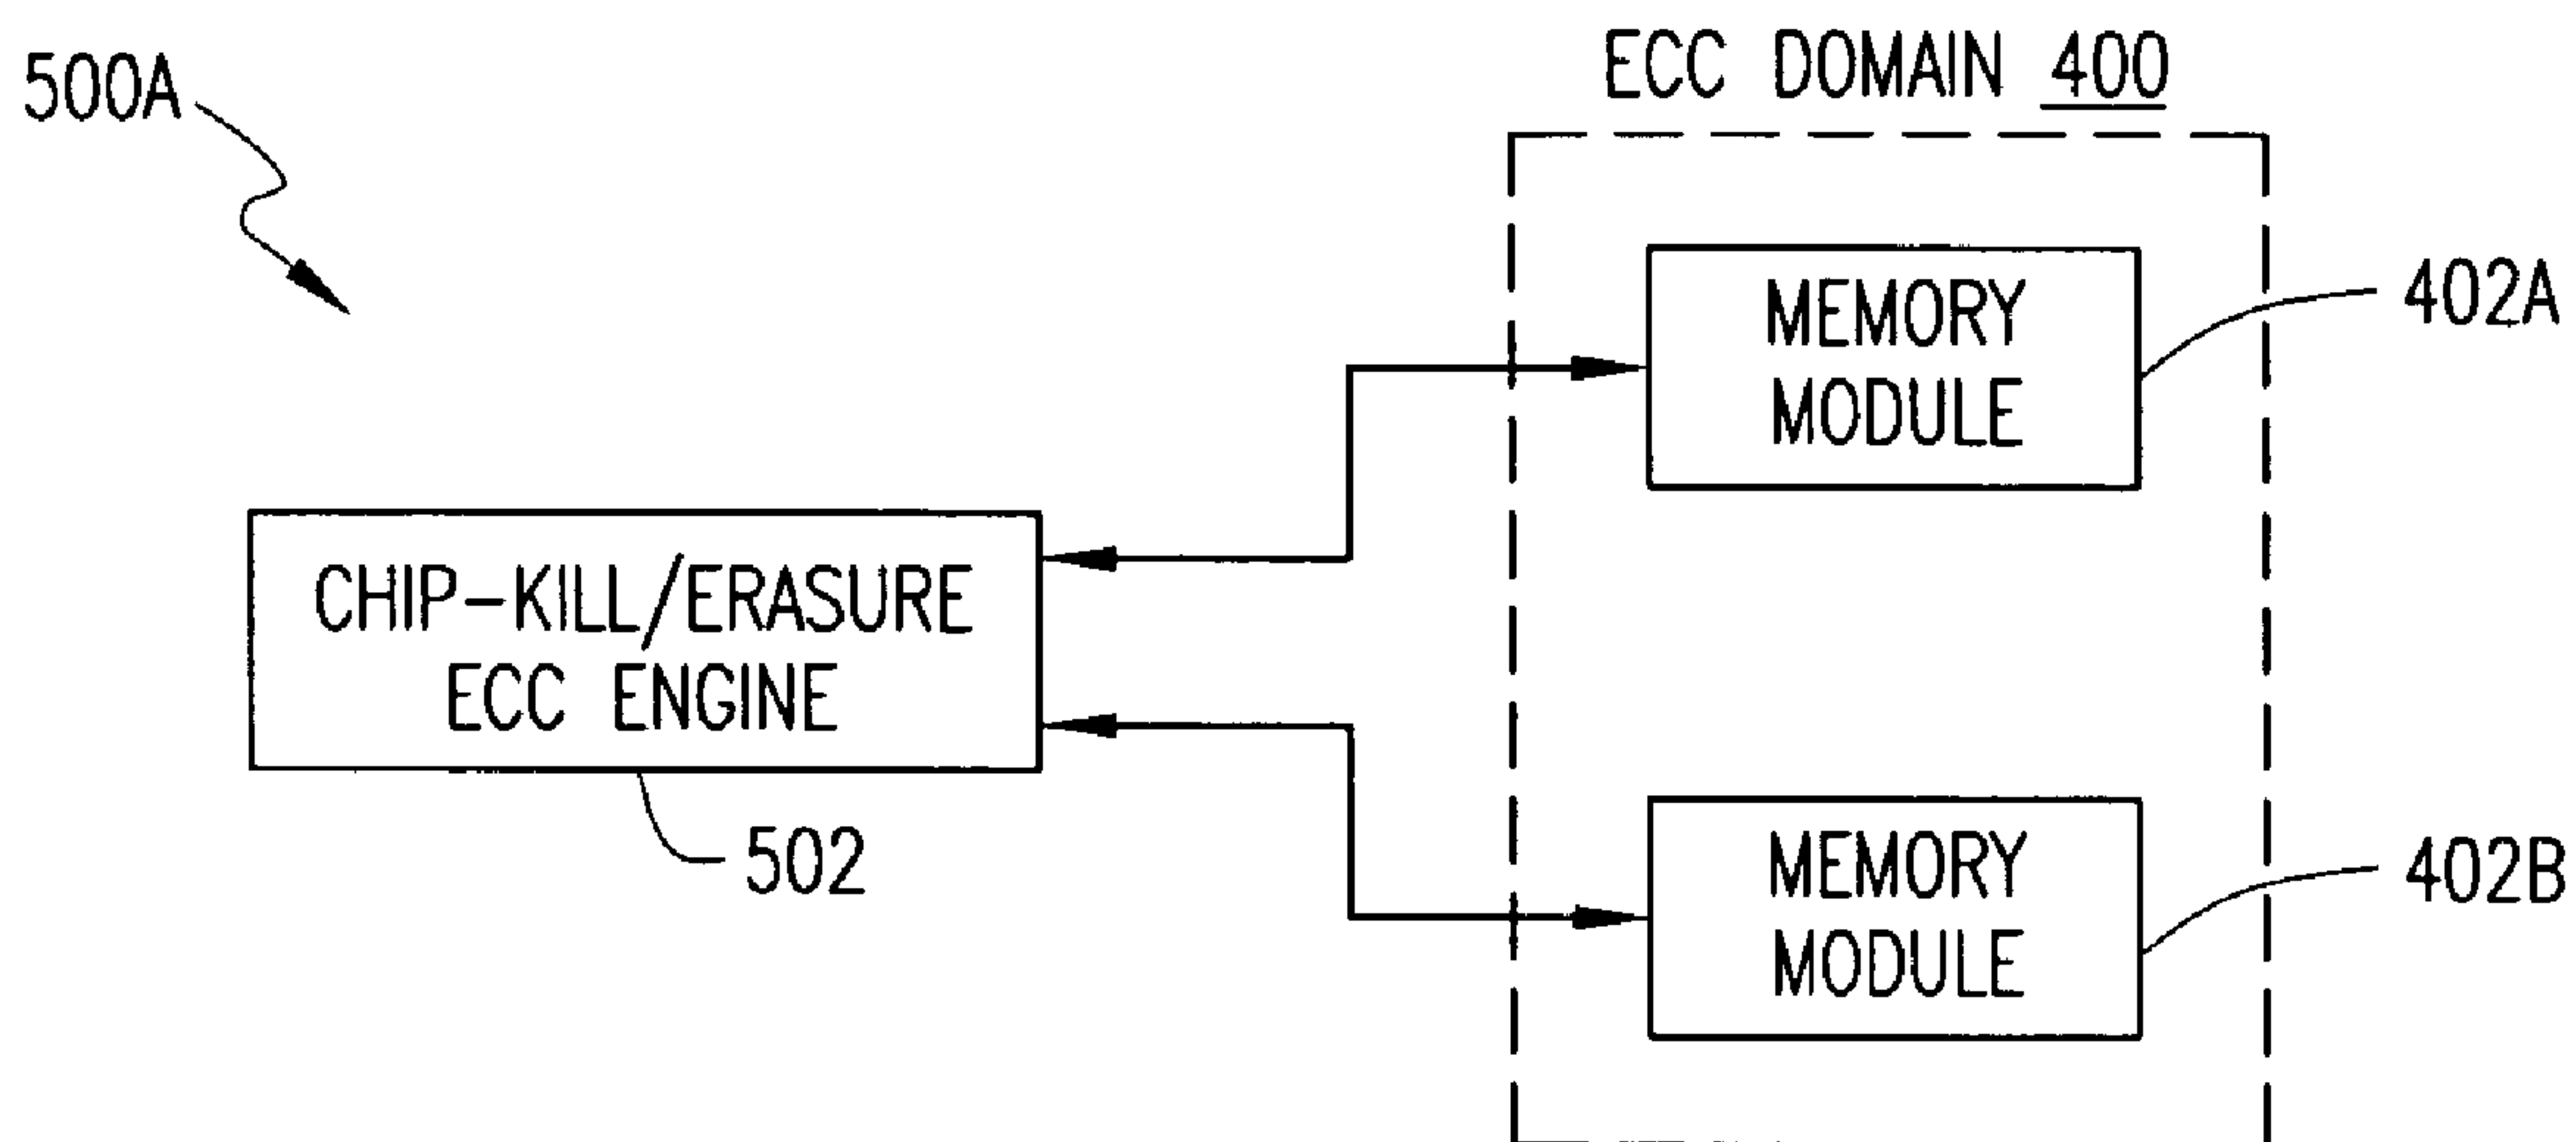 500A
ECC DOMAIN 400
MEMORY
MODULE
402A
CHIP-KILL/ERASURE
ECC ENGINE
502
MEMORY
MODULE
402B